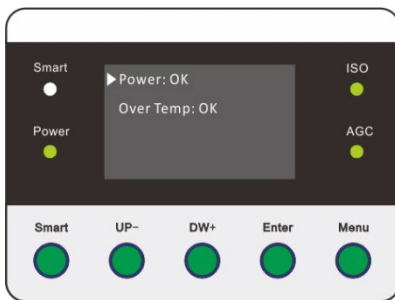 Smart
ISO
Power: OK
Over Temp: OK
Power
AGC
Smart UP- DW+ Enter Menu